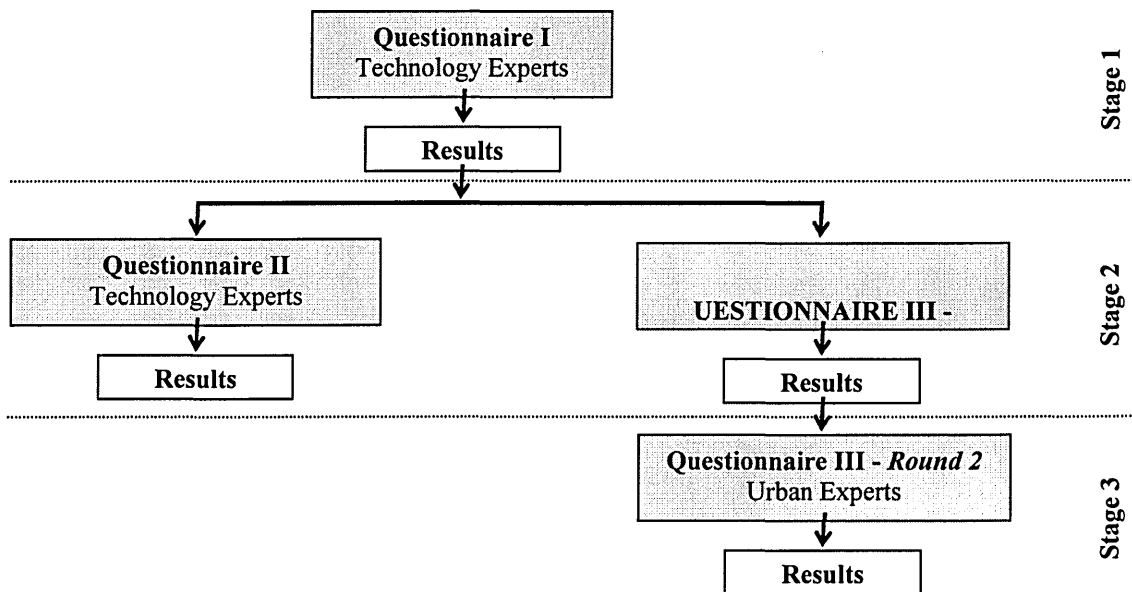 Questionnaire I
Technology Experts
Stage 1
Results
Questionnaire II
Technology Experts
UESTIONNAIRE III -
Stage 2
Results
Results
Questionnaire III - Round 2
Urban Experts
Stage 3
Results